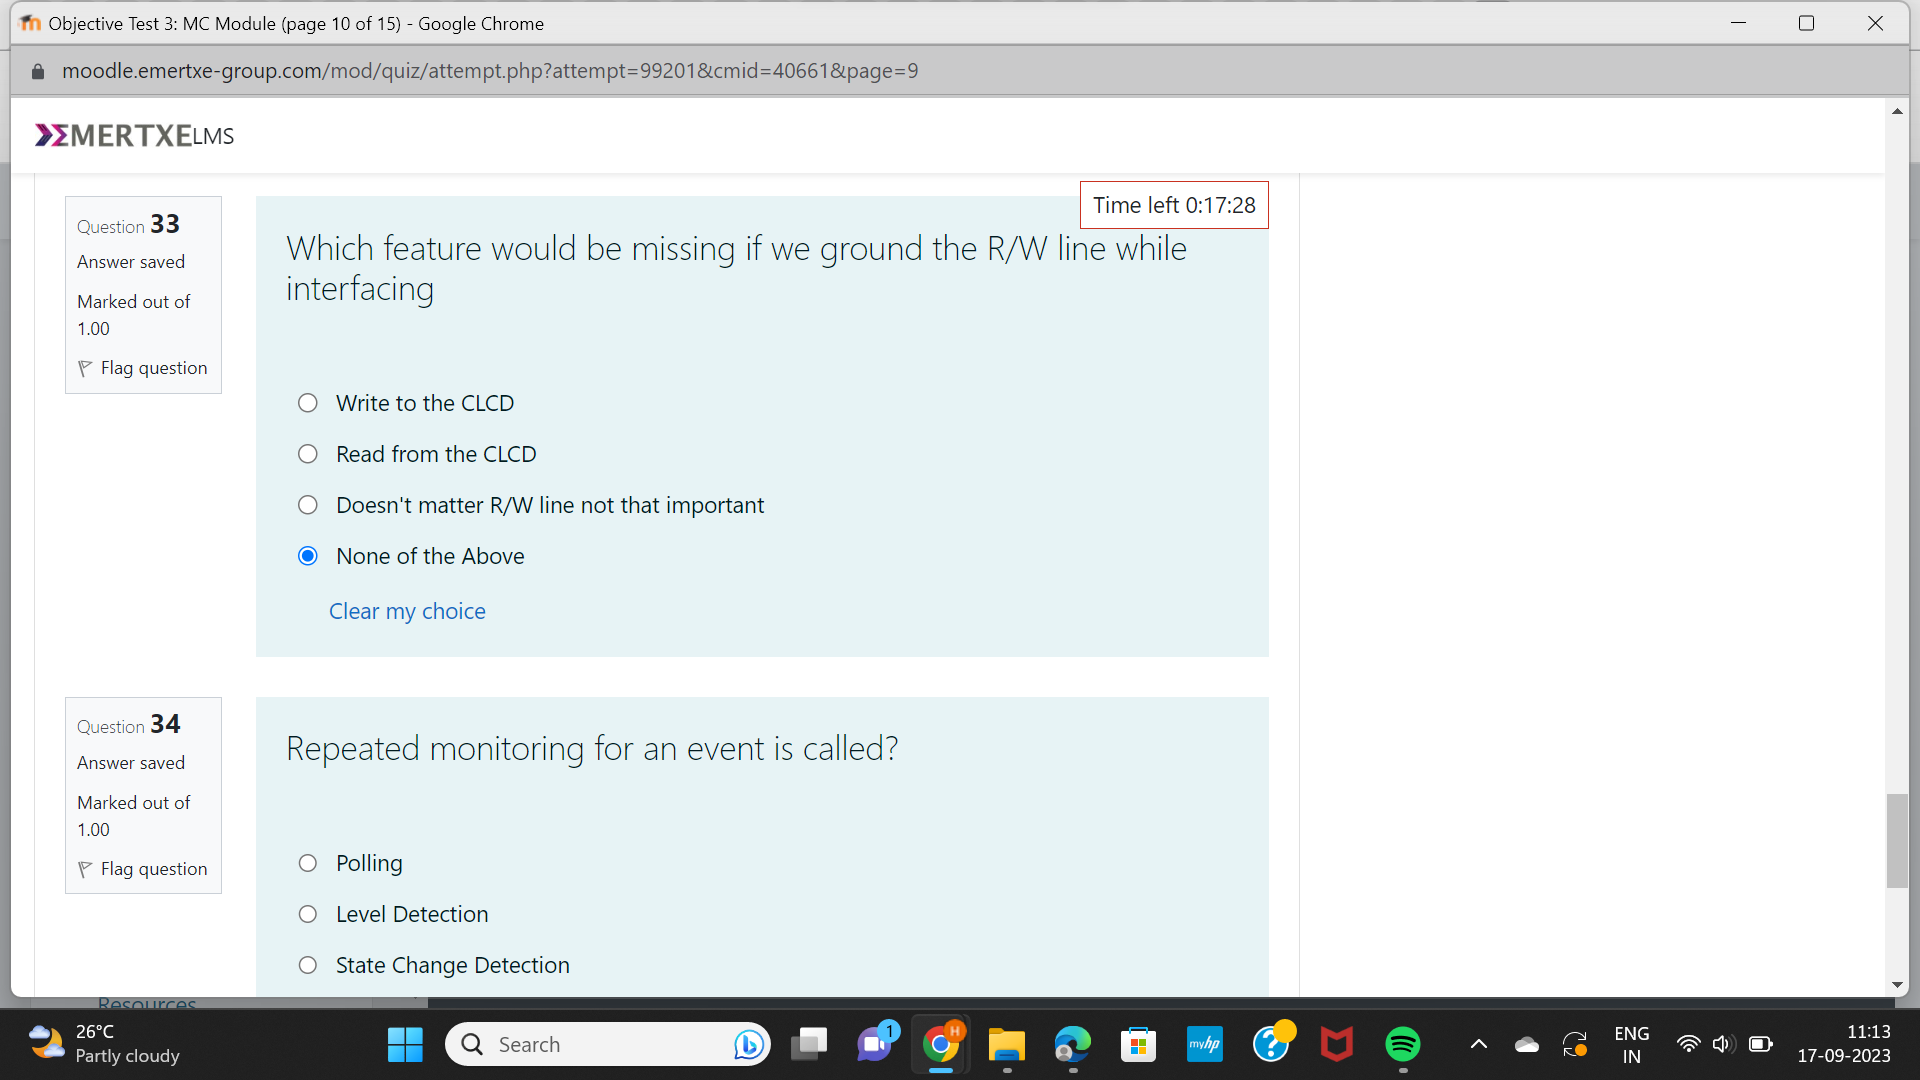 Objective Test 3: MC Module (page 10 of 15) - Google Chrome
moodle.emertxe-group.com/mod/quiz/attempt.php?attempt=99201&cmid=40661&page=9
EMERTXE LMS
Time left 0:17:28
Question 33
Answer saved
Marked out of
1.00
Flag question
Which feature would be missing if we ground the R/W line while
interfacing
Write to the CLCD
Read from the CLCD
Doesn't matter R/W line not that important
None of the Above
Clear my choice
Question 34
Answer saved
Marked out of
1.00
Flag question
Repeated monitoring for an event is called?
Polling
Level Detection
State Change Detection
Resources
26°C
Partly cloudy
Search
1
H
myhp
?
ENG
IN
11:13
17-09-2023